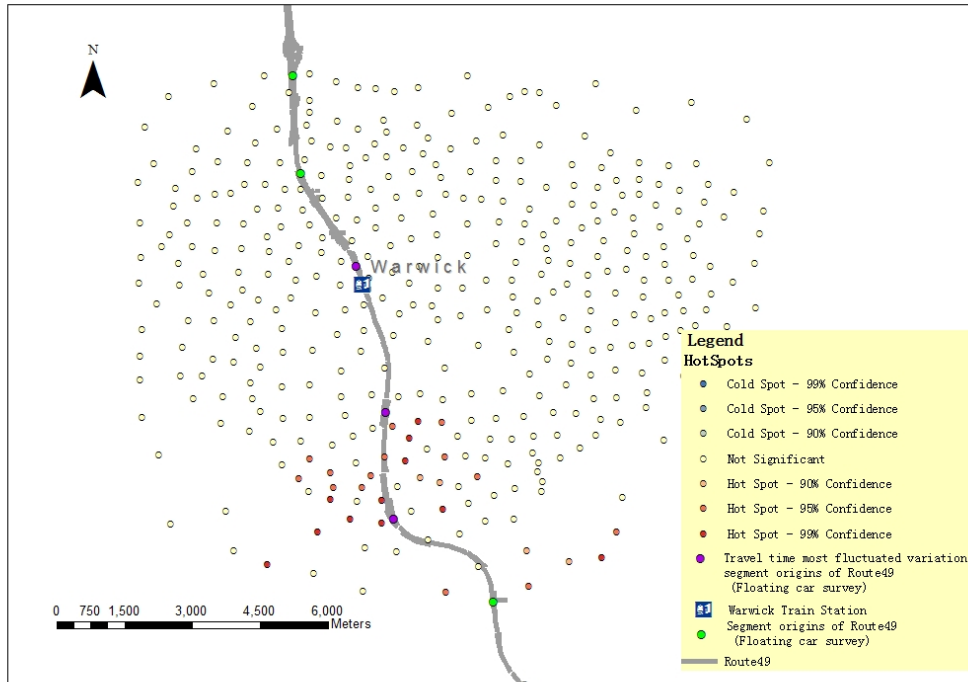 N
Warwick
0 750 1,500 3,000 4,500 6,000
Meters
Legend
HotSpots
Cold Spot - 99% Confidence
Cold Spot - 95% Confidence
Cold Spot - 90% Confidence
Not Significant
Hot Spot - 90% Confidence
Hot Spot - 95% Confidence
Hot Spot - 99% Confidence
Travel time most fluctuated variation
segment origins of Route49
(Floating car survey)
Warwick Train Station
Segment origins of Route49
(Floating car survey)
Route49